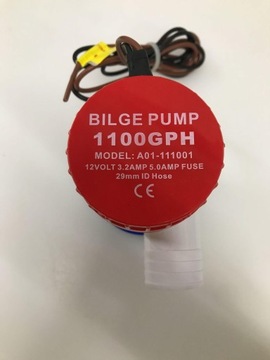 BILGE PUMP
1100GPH
MODEL: A01-111001
12VOLT 3.2AMP 5.0AMP FUSE
29mm ID Hose
CE